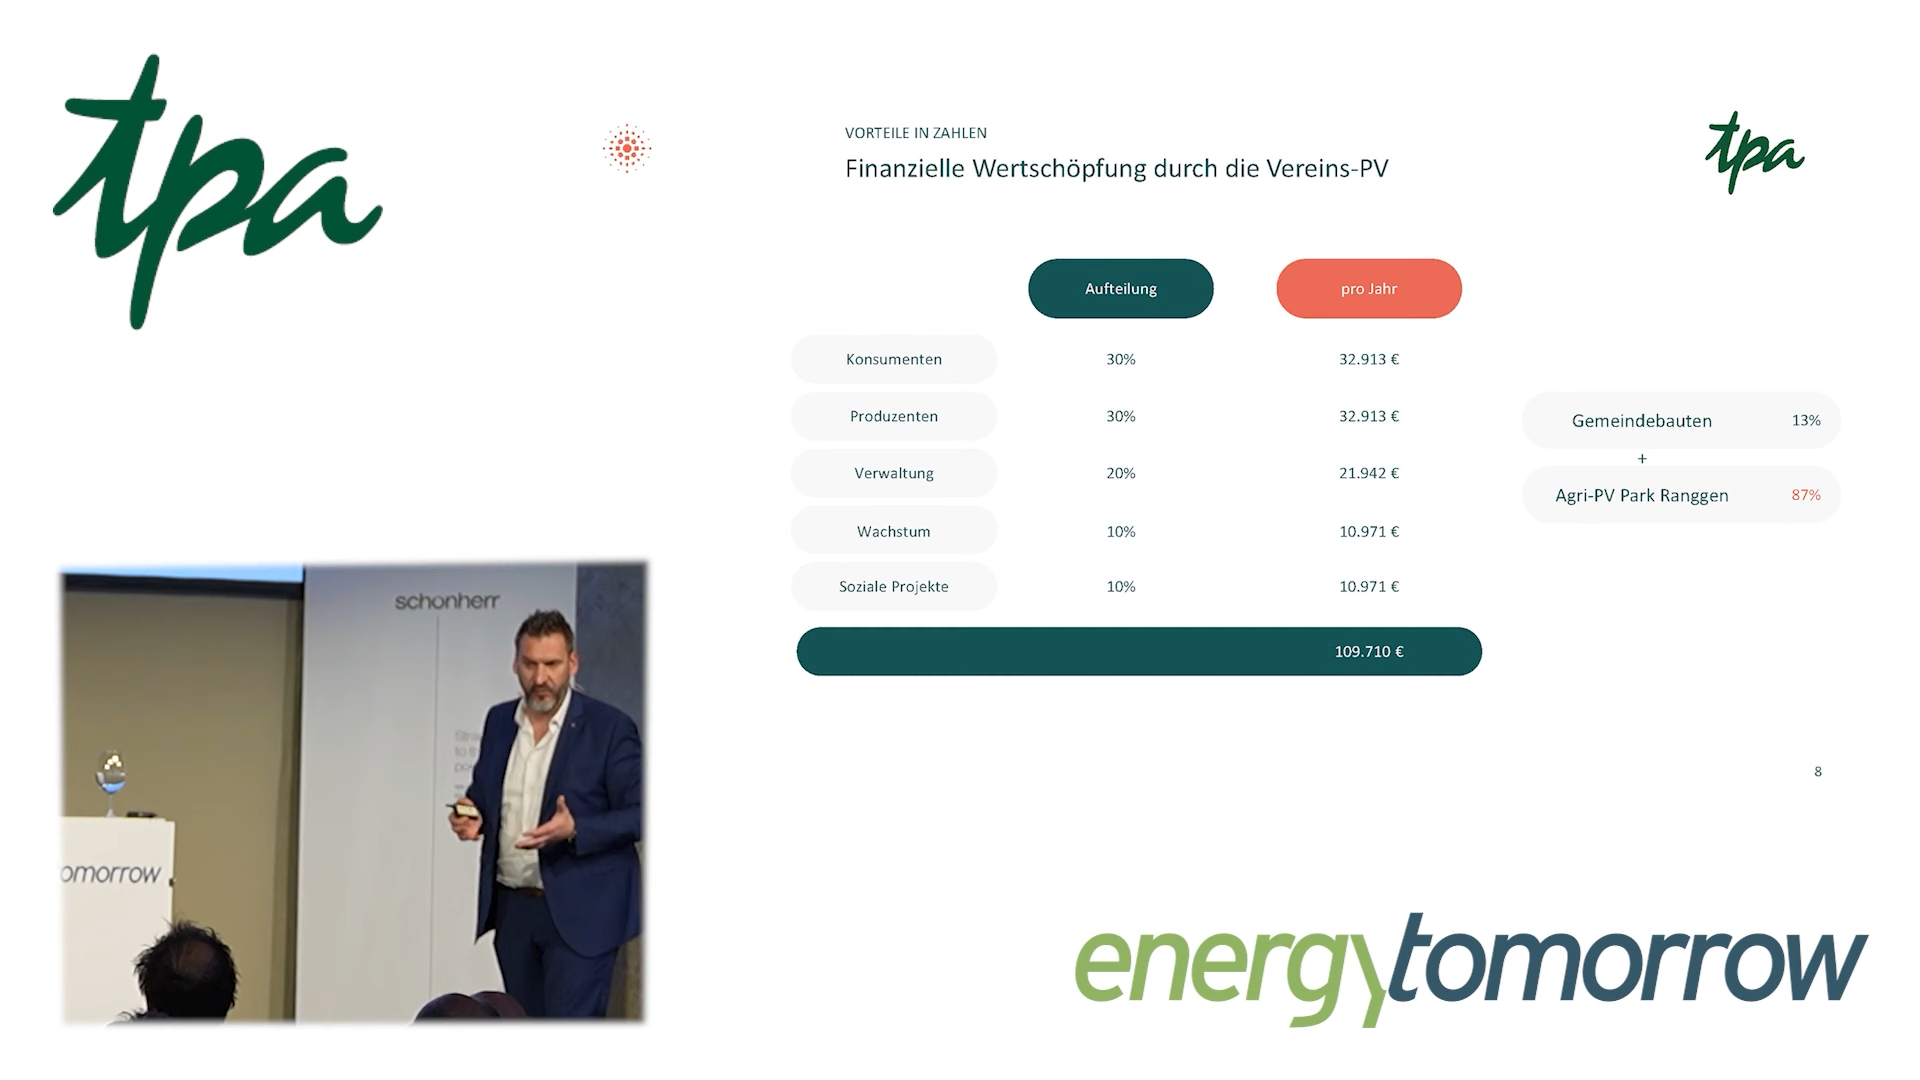 tpa
VORTEILE IN ZAHLEN
Finanzielle Wertschöpfung durch die Vereins-PV
tpa
Aufteilung
pro Jahr
Konsumenten 30% 32.913 €
Produzenten 30% 32.913 €
Verwaltung 20% 21.942 €
Wachstum 10% 10.971 €
Soziale Projekte 10% 10.971 €
109.710 €
Gemeindebauten 13%
+
Agri-PV Park Ranggen 87%
8
schonherr
omorrow
energytomorrow